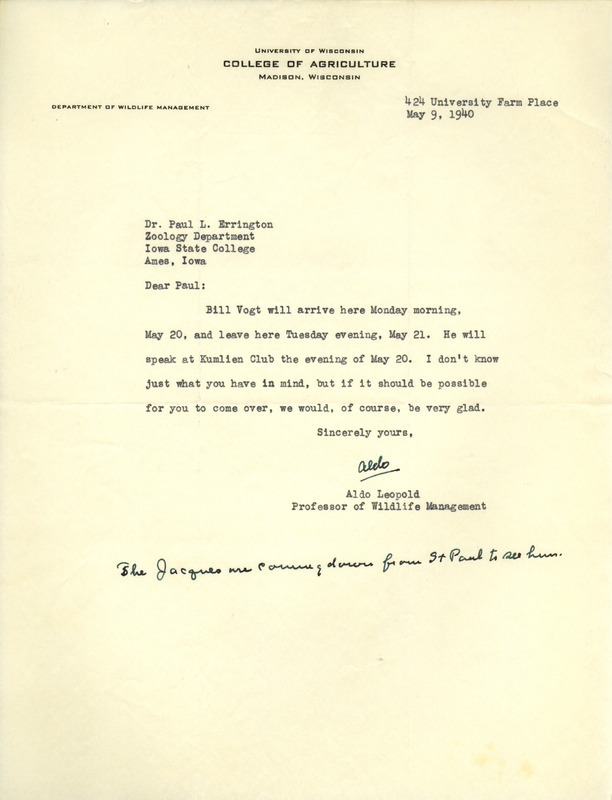 UNIVERSITY OF WISCONSIN
COLLEGE OF AGRICULTURE
MADISON, WISCONSIN
DEPARTMENT OF WILDLIFE MANAGEMENT
424 University Farm Place
May 9, 1940
Dr. Paul L. Errington
Zoology Department
Iowa State College
Ames, Iowa
Dear Paul:
Bill Vogt will arrive here Monday morning,
May 20, and leave here Tuesday evening, May 21. He will
speak at Kumlien Club the evening of May 20. I don't know
just what you have in mind, but if it should be possible
for you to come over, we would, of course, be very glad.
Sincerely yours,
Aldo
Aldo Leopold
Professor of Wildlife Management
The Jacques are coming down from St Paul to see him.